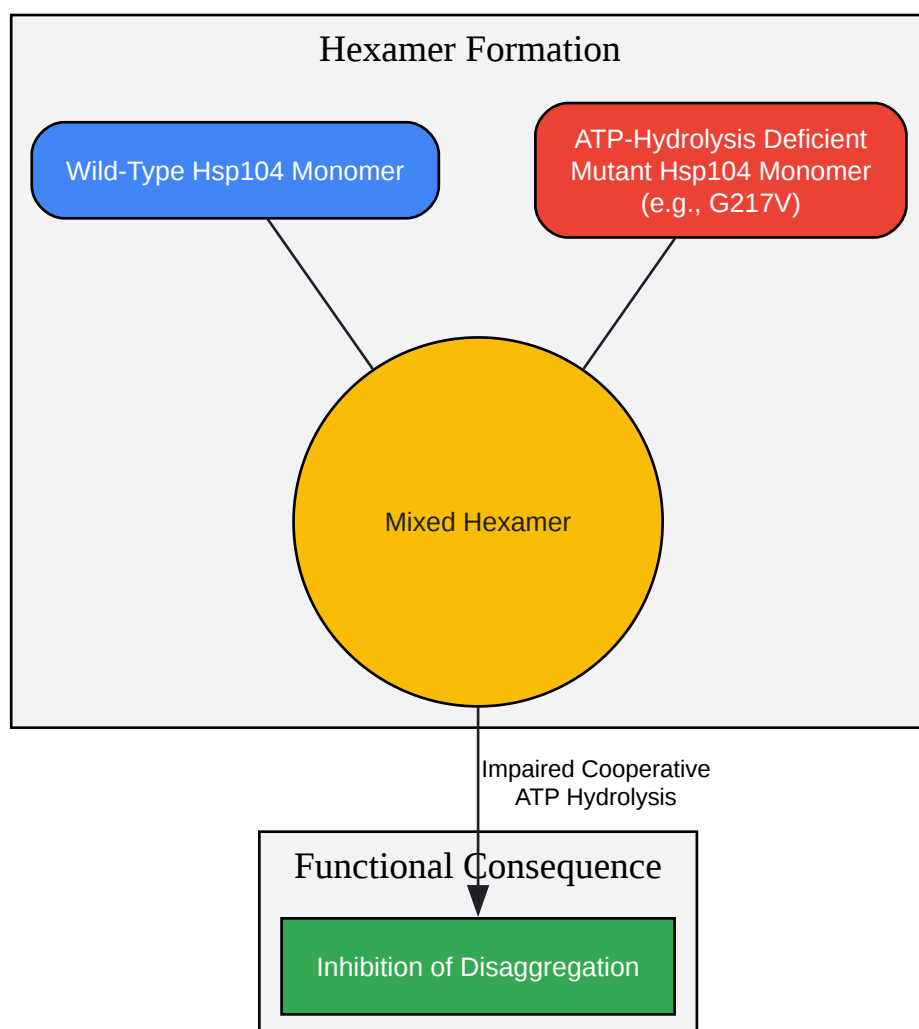 Hexamer Formation
Wild-Type Hsp104 Monomer
ATP-Hydrolysis Deficient
Mutant Hsp104 Monomer
(e.g., G217V)
Mixed Hexamer
Impaired Cooperative
ATP Hydrolysis
Functional Consequence
Inhibition of Disaggregation